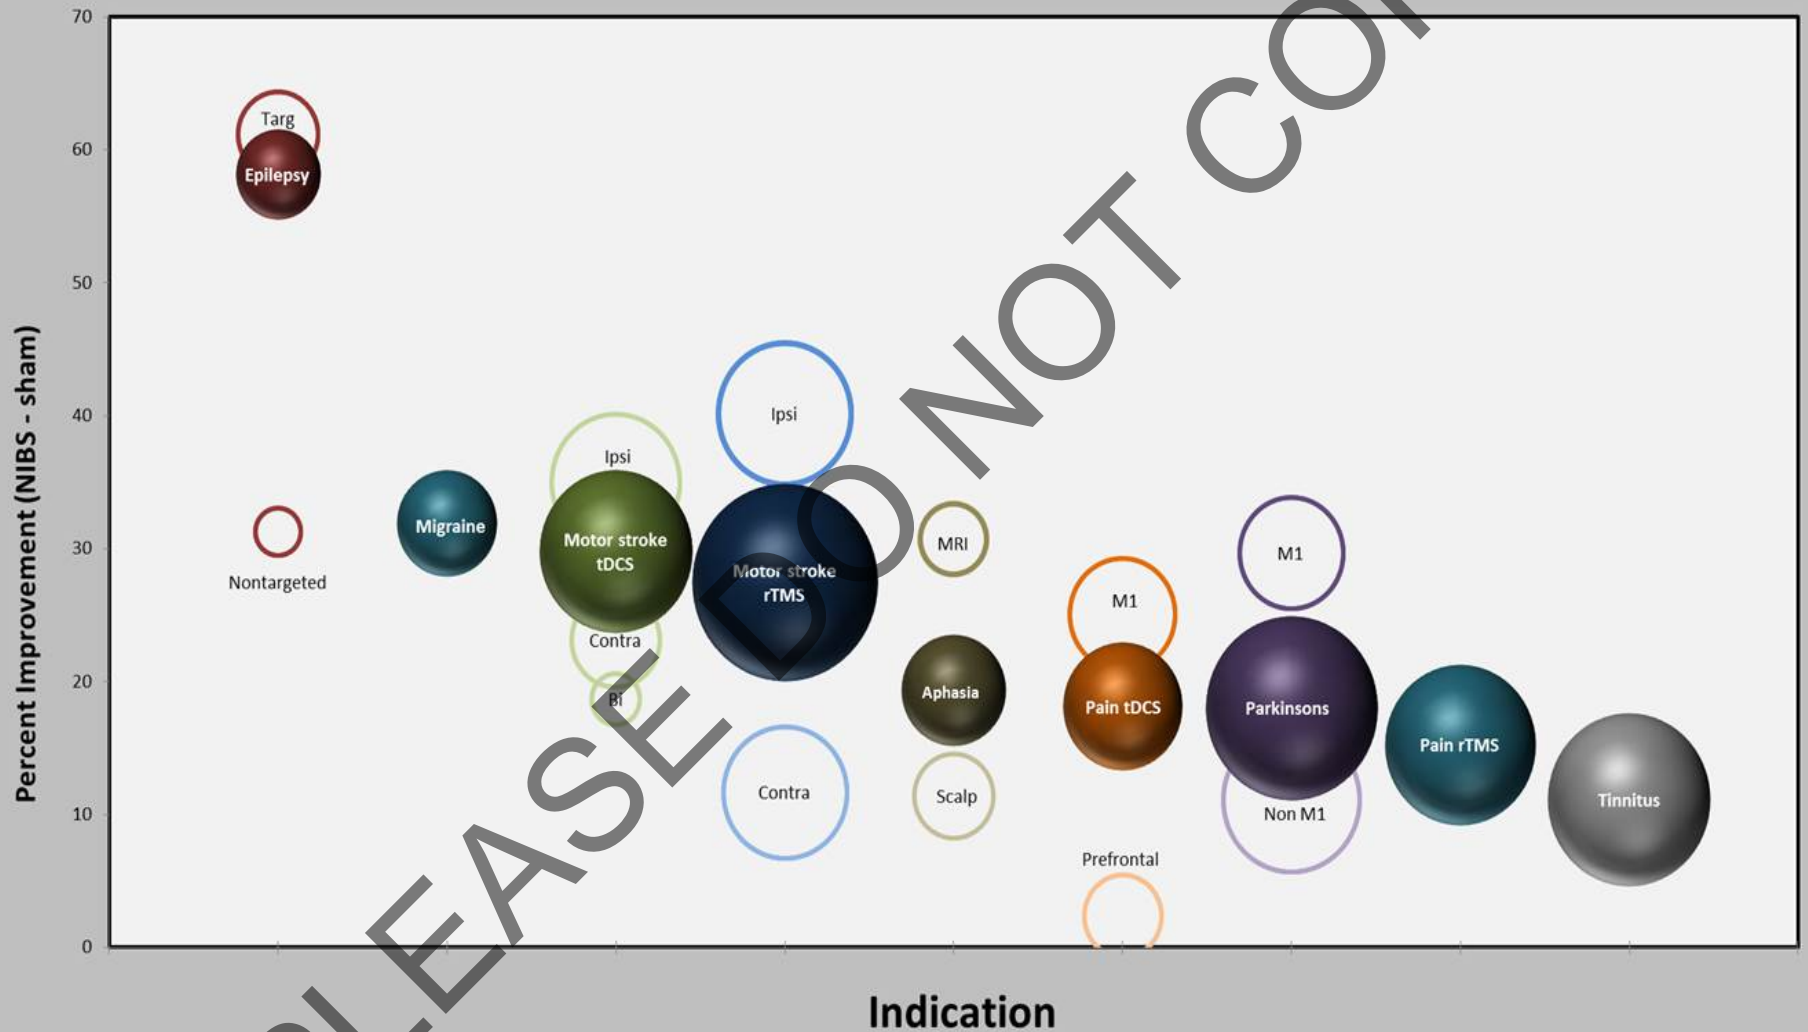 70
60
50
40
30
20
10
0
Percent Improvement (NIBS - sham)
Targ
Epilepsy
Nontargeted
Migraine
Ipsi
Motor stroke
tDCS
Contra
Bi
Ipsi
Motor stroke
rTMS
Contra
MRI
Aphasia
Scalp
M1
Pain tDCS
Prefrontal
M1
Parkinsons
Non M1
Pain rTMS
Tinnitus
Indication
PLEASE DO NOT